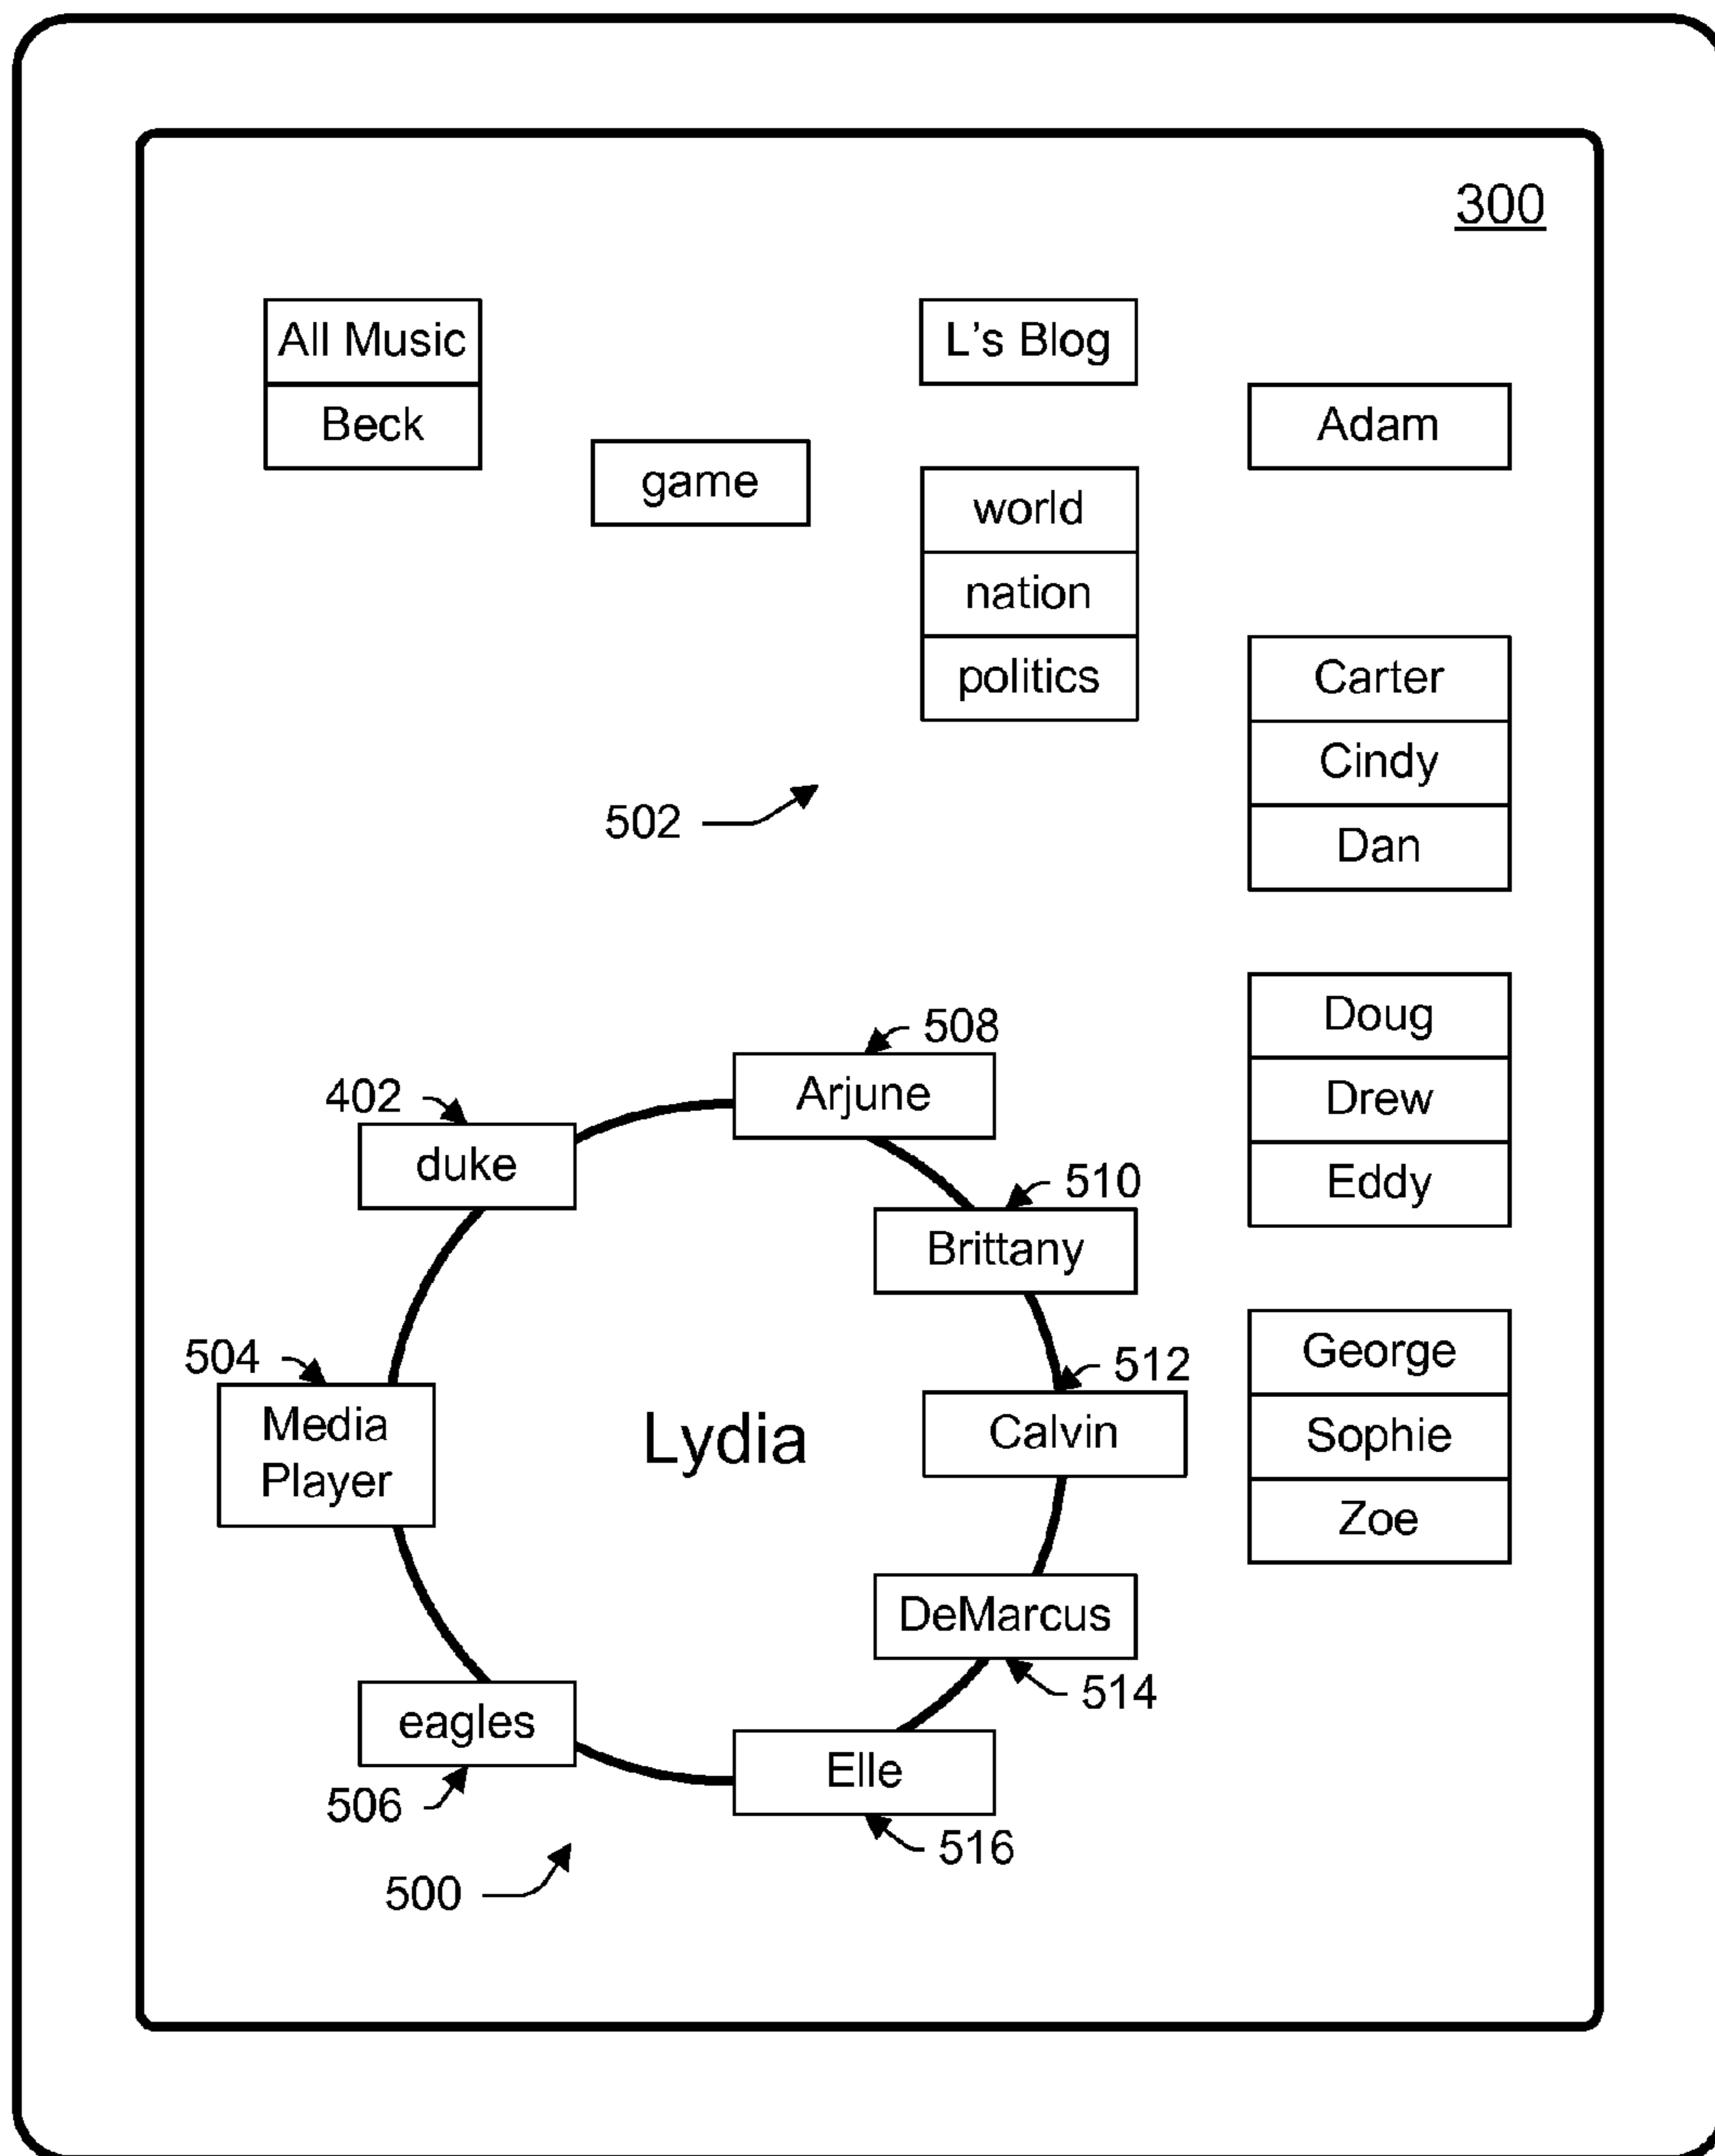 300
All Music
Beck
game
L's Blog
world
nation
politics
Adam
Carter
Cindy
Dan
Doug
Drew
Eddy
George
Sophie
Zoe
502
508
Arjune
402
duke
510
Brittany
504
Media
Player
Lydia
512
Calvin
DeMarcus
514
eagles
506
Elle
516
500